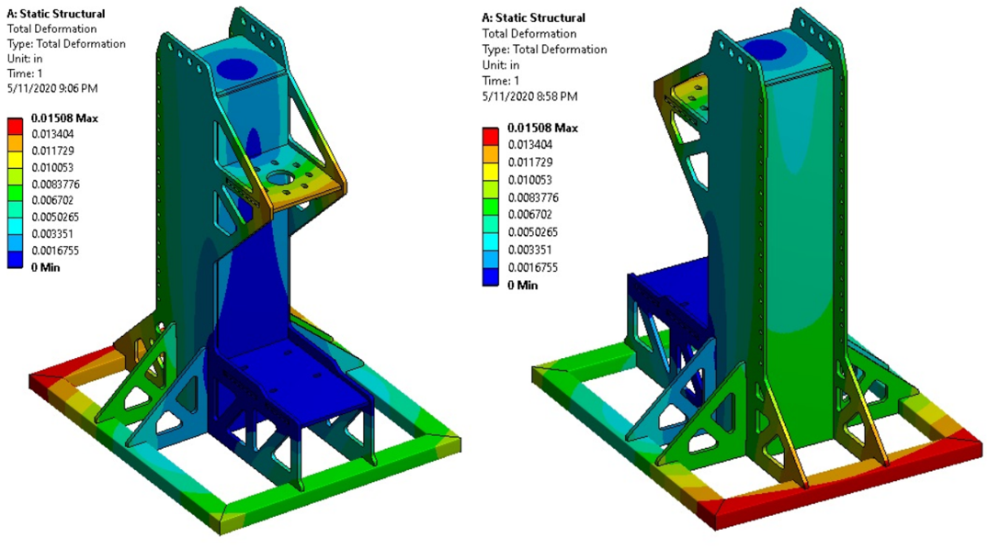 A: Static Structural
Total Deformation
Type: Total Deformation
Unit: in
Time: 1
5/11/2020 9:06 PM
0.01508 Max
0.013404
0.011729
0.010053
0.0083776
0.006702
0.0050265
0.003351
0.0016755
0 Min
A: Static Structural
Total Deformation
Type: Total Deformation
Unit: in
Time: 1
5/11/2020 8:58 PM
0.01508 Max
0.013404
0.011729
0.010053
0.0083776
0.006702
0.0050265
0.003351
0.0016755
0 Min